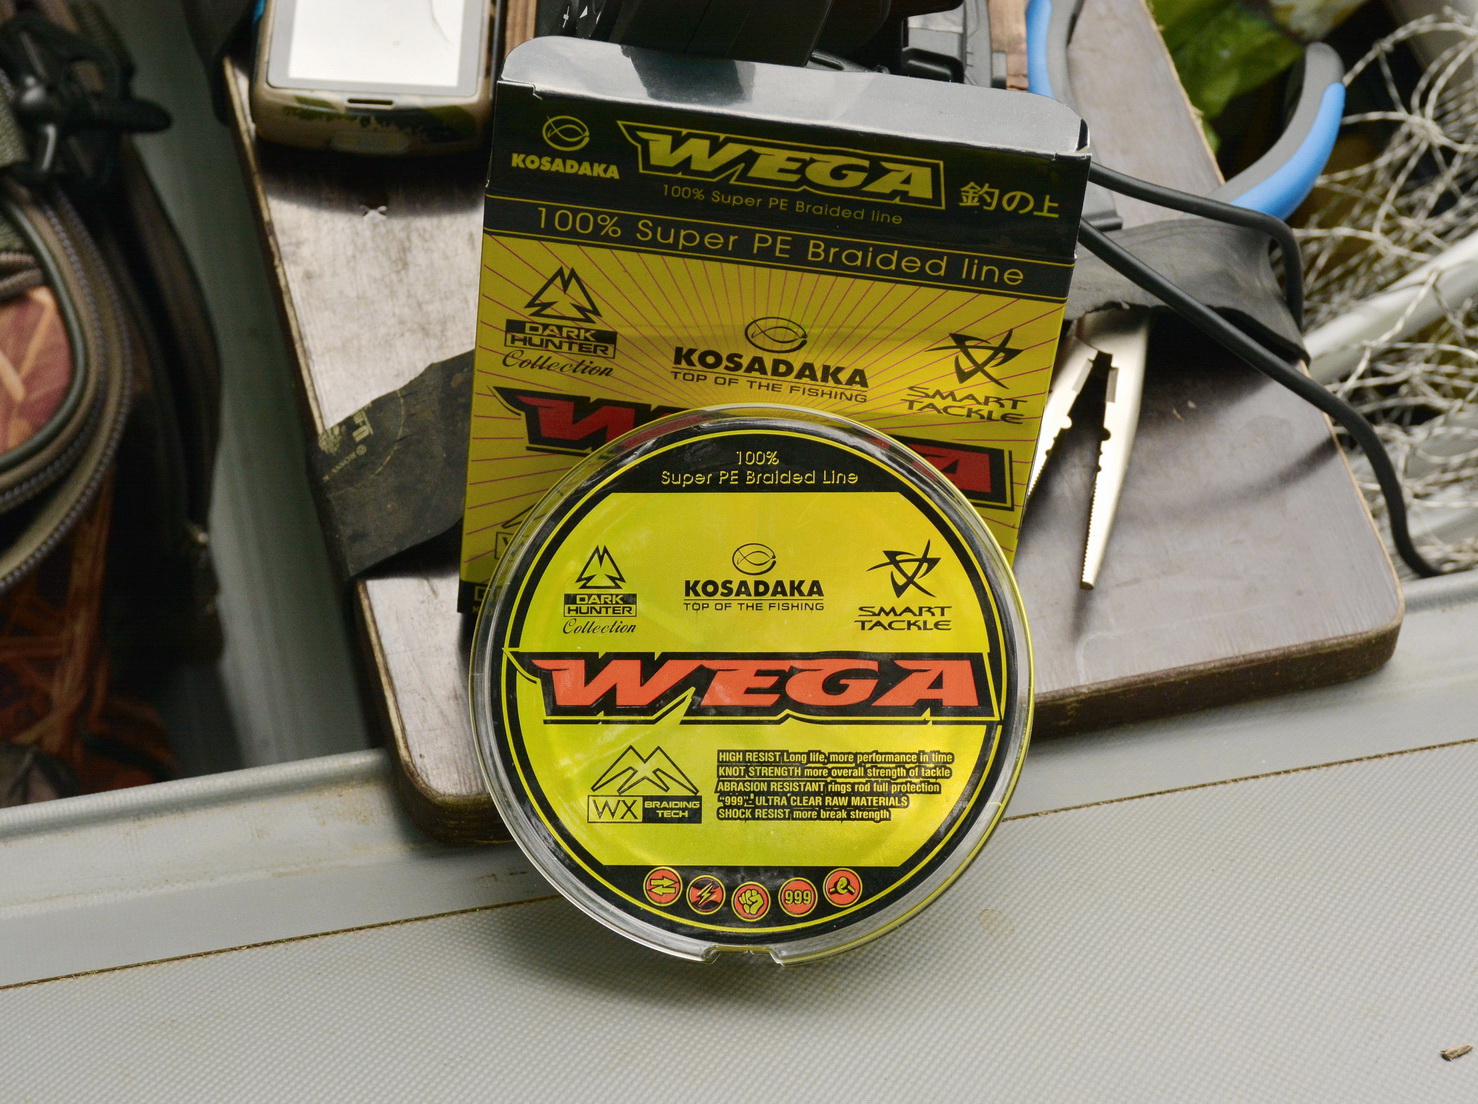 KOSADAKA
WEGA
100% Super PE Braided line
釣の上
100% Super PE Braided line
DARK
HUNTER
Collection
KOSADAKA
TOP OF THE FISHING
SMART
TACKLE
100%
Super PE Braided Line
DARK
HUNTER
Collection
KOSADAKA
TOP OF THE FISHING
SMART
TACKLE
WEGA
WX
BRAIDING
TECH
HIGH RESIST Long life, more performance in time
KNOT STRENGTH more overall strength of tackle
ABRASION RESISTANT rings rod full protection
"999" - ULTRA CLEAR RAW MATERIALS
SHOCK RESIST more break strength
999